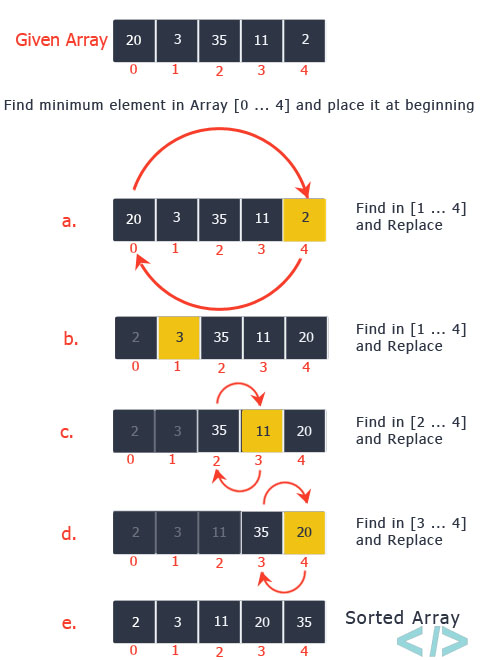 Given Array 20 3 35 11 2
0 1 2 3 4
Find minimum element in Array [0 ... 4] and place it at beginning
a. 20 3 35 11 2
0 1 2 3 4
Find in [1 ... 4]
and Replace
b. 2 3 35 11 20
0 1 2 3 4
Find in [1 ... 4]
and Replace
c. 2 3 35 11 20
0 1 2 3 4
Find in [2 ... 4]
and Replace
d. 2 3 11 35 20
0 1 2 3 4
Find in [3 ... 4]
and Replace
e. 2 3 11 20 35
0 1 2 3 4
Sorted Array
</>